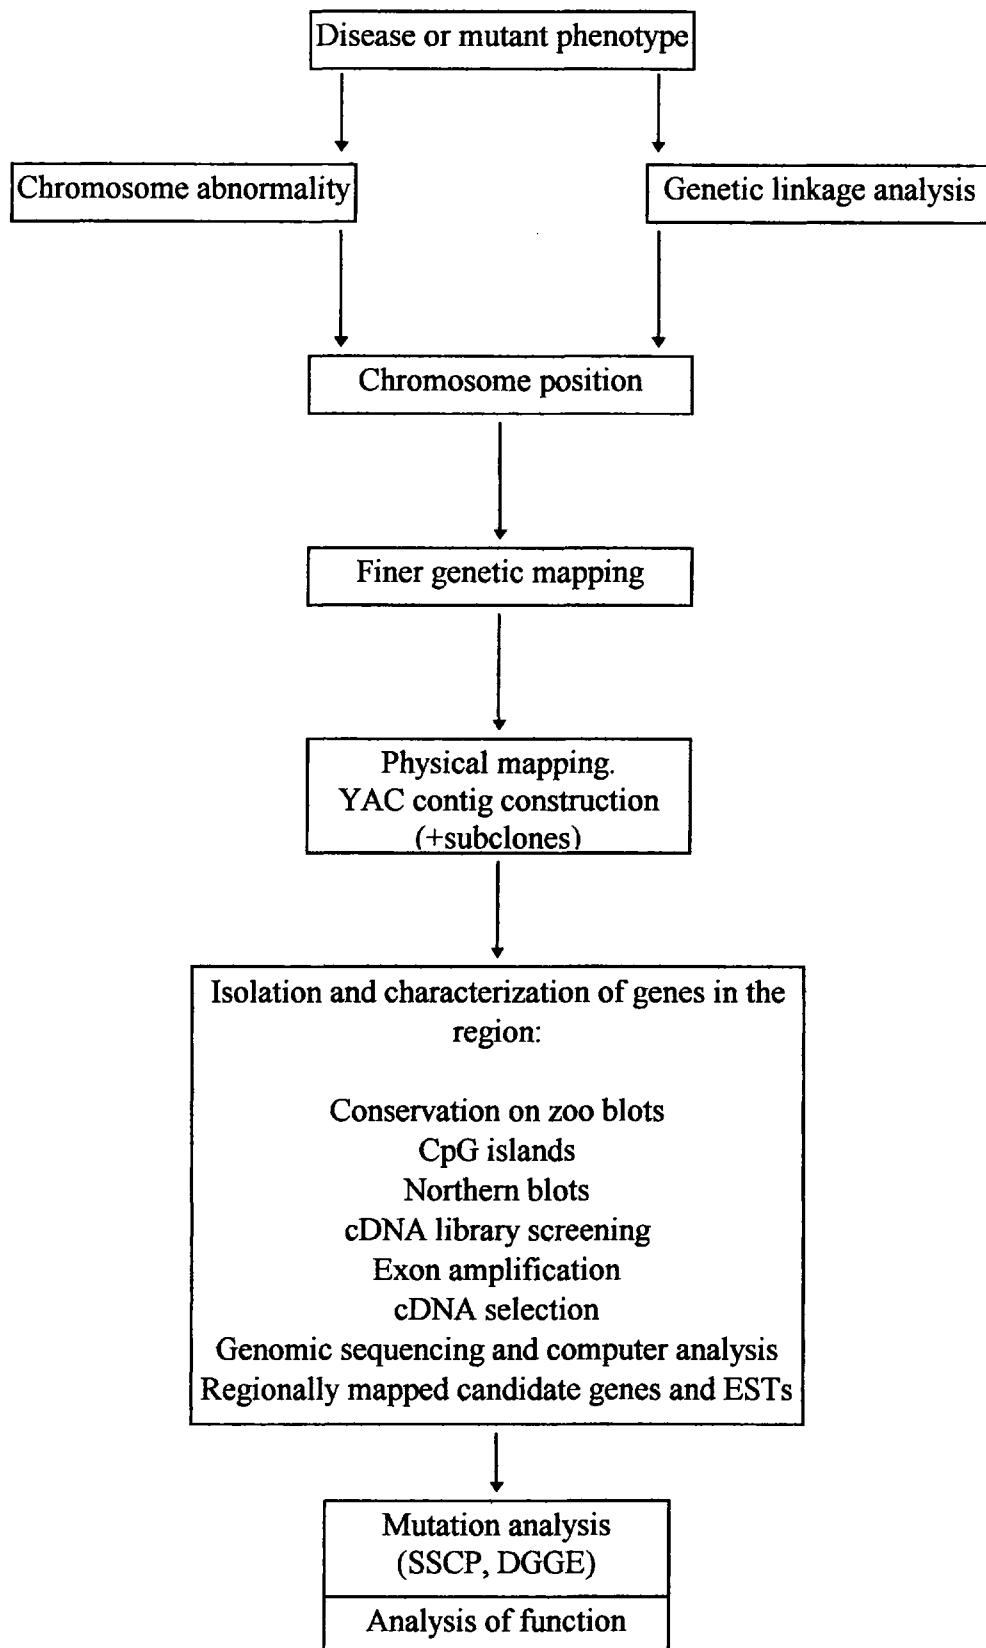 Disease or mutant phenotype
Chromosome abnormality
Genetic linkage analysis
Chromosome position
Finer genetic mapping
Physical mapping.
YAC contig construction
(+subclones)
Isolation and characterization of genes in the
region:
Conservation on zoo blots
CpG islands
Northern blots
cDNA library screening
Exon amplification
cDNA selection
Genomic sequencing and computer analysis
Regionally mapped candidate genes and ESTs
Mutation analysis
(SSCP, DGGE)
Analysis of function